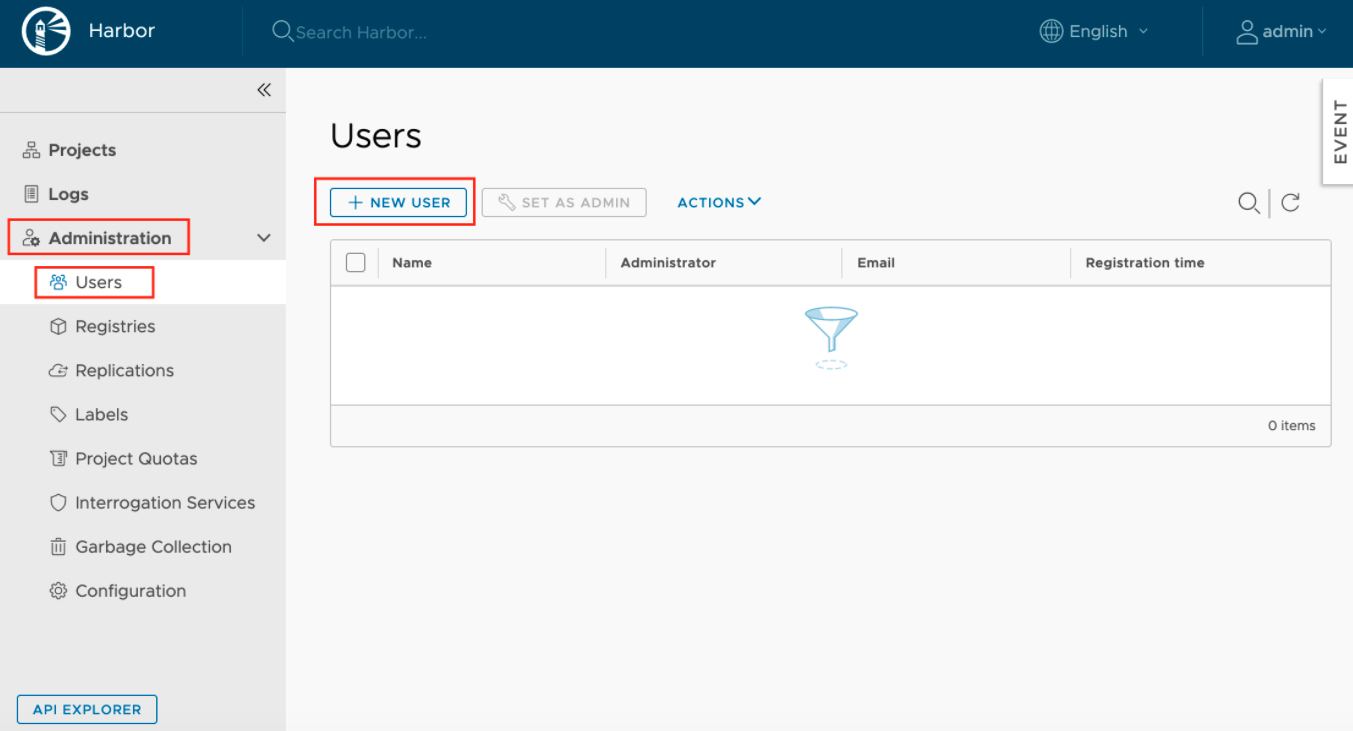 Harbor
Search Harbor...
English
admin
EVENT
Projects
Logs
Administration
Users
Registries
Replications
Labels
Project Quotas
Interrogation Services
Garbage Collection
Configuration
API EXPLORER
Users
NEW USER SET AS ADMIN ACTIONS
Name Administrator Email Registration time
0 items